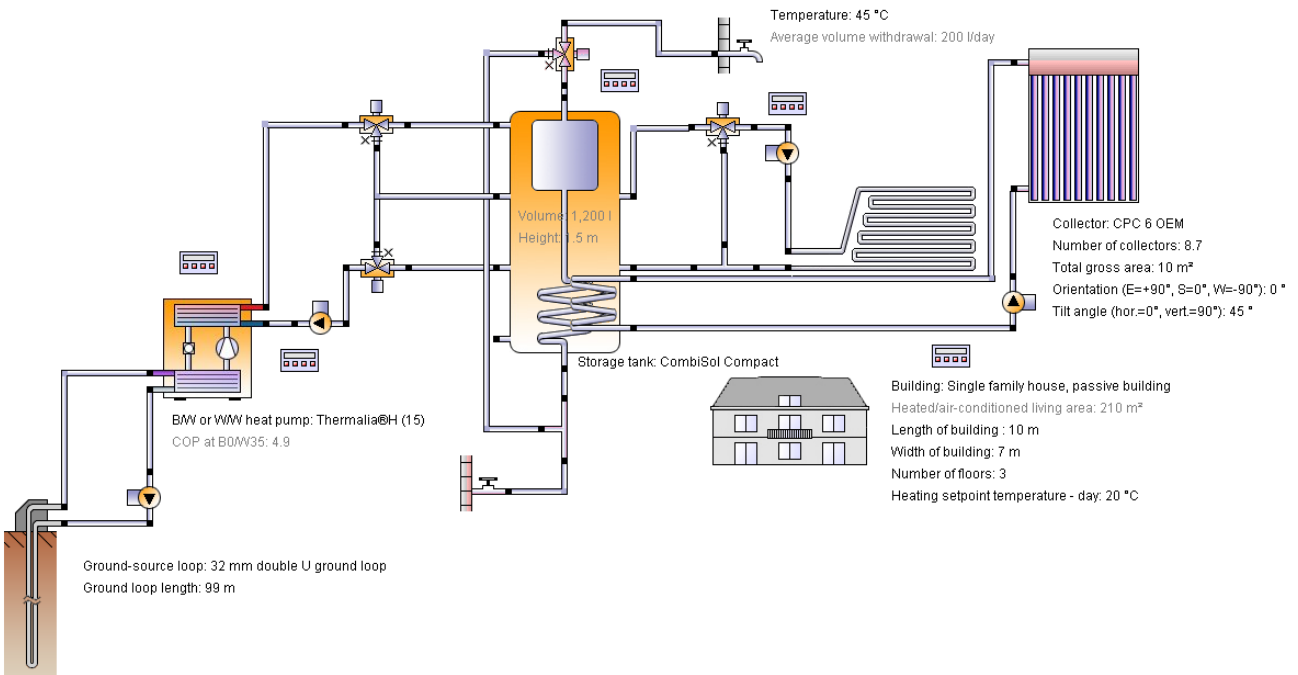 Temperature: 45 °C
Average volume withdrawal: 200 l/day
Volume: 1,200 l
Height: 1.5 m
Collector: CPC 6 OEM
Number of collectors: 8.7
Total gross area: 10 m²
Orientation (E=+90°, S=0°, W=-90°): 0 °
Tilt angle (hor.=0°, vert.=90°): 45 °
Storage tank: CombiSol Compact
B/W or W/W heat pump: Thermalia®H (15)
COP at B0/W35: 4.9
Building: Single family house, passive building
Heated/air-conditioned living area: 210 m²
Length of building : 10 m
Width of building: 7 m
Number of floors: 3
Heating setpoint temperature - day: 20 °C
Ground-source loop: 32 mm double U ground loop
Ground loop length: 99 m